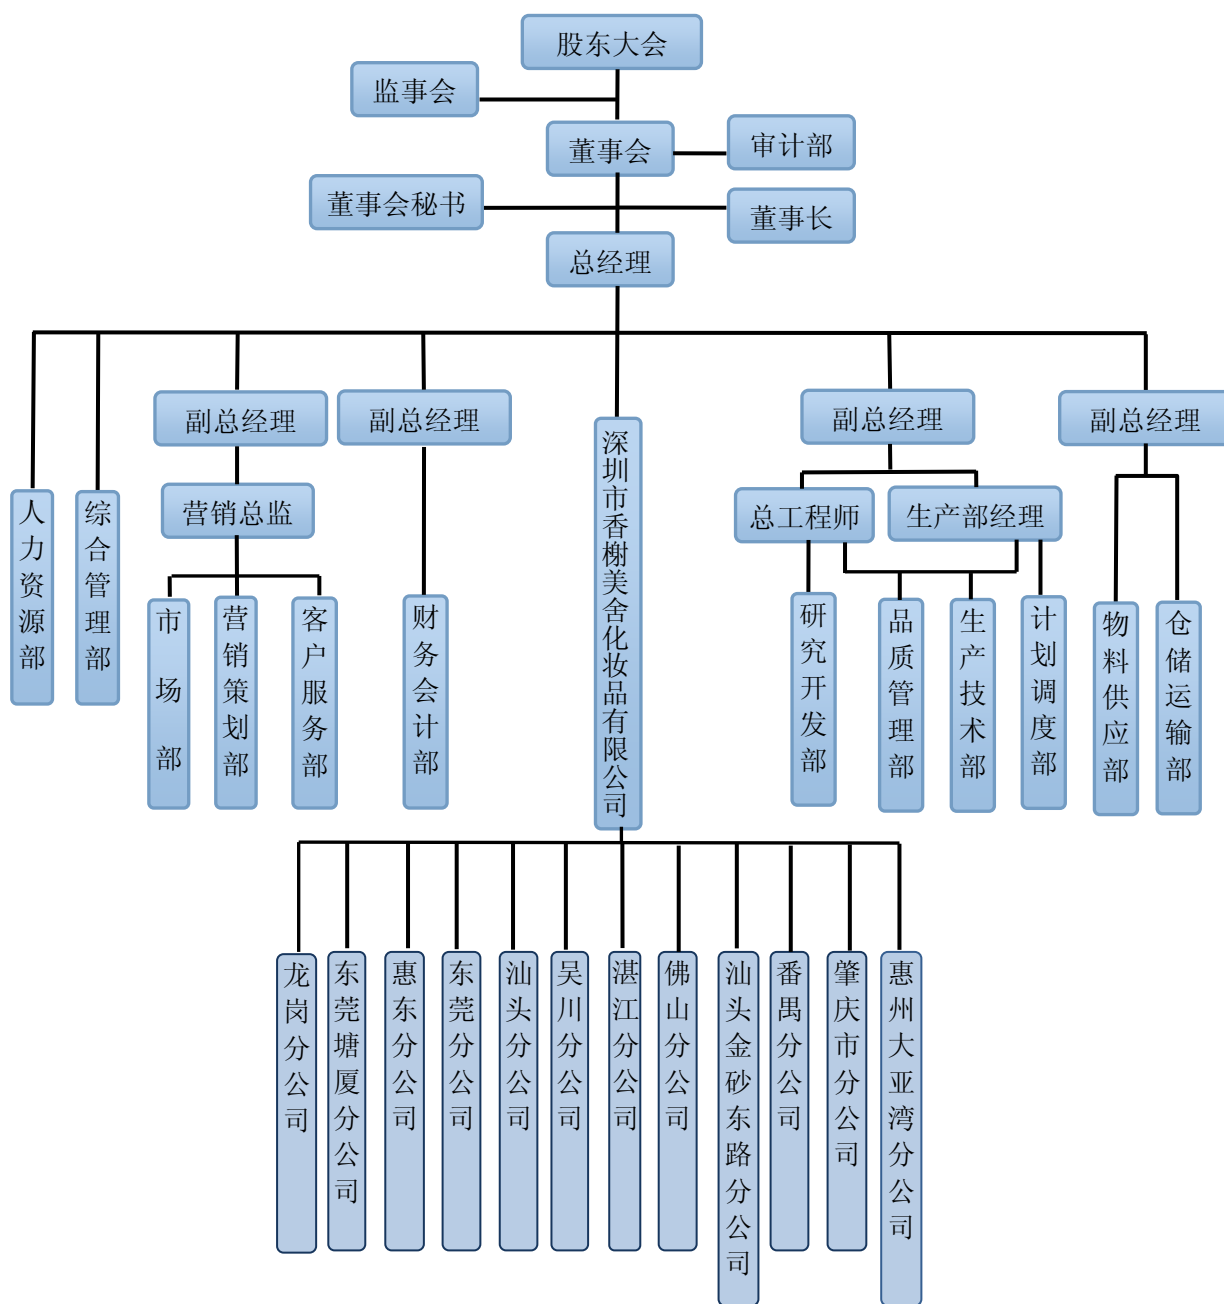 股东大会
监事会
董事会
审计部
董事会秘书
董事长
总经理
副总经理
副总经理
副总经理
副总经理
营销总监
总工程师
生产部经理
人力资源部
综合管理部
市场部
营销策划部
客户服务部
财务会计部
深圳市香榭美舍化妆品有限公司
研究开发部
品质管理部
生产技术部
计划调度部
物料供应部
仓储运输部
龙岗分公司
东莞塘厦分公司
惠东分公司
东莞分公司
汕头分公司
吴川分公司
湛江分公司
佛山分公司
汕头金砂东路分公司
番禺分公司
肇庆市分公司
惠州大亚湾分公司